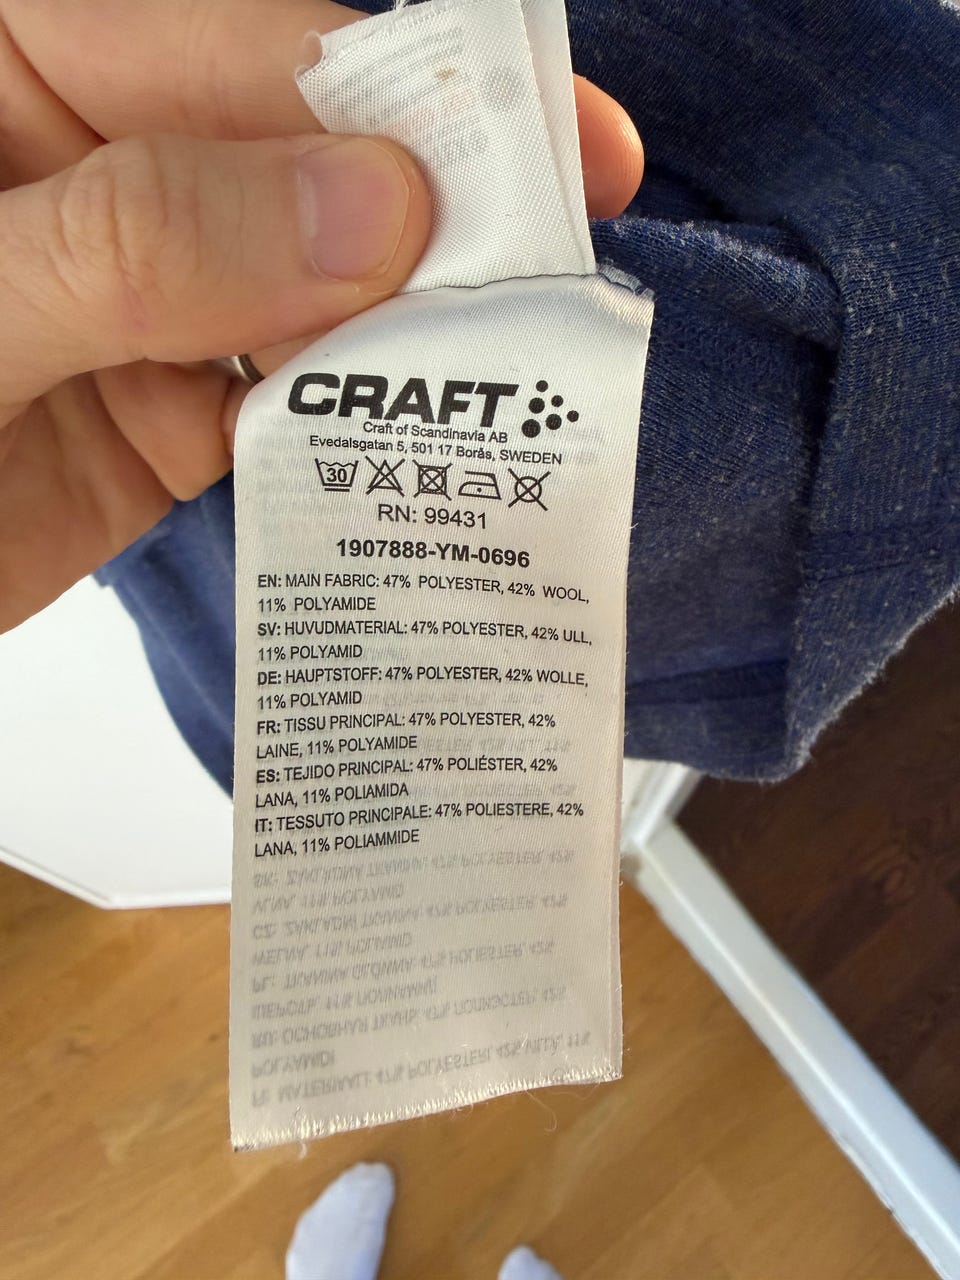 CRAFT
Craft of Scandinavia AB
Evedalsgatan 5, 501 17 Borås, SWEDEN
30
RN: 99431
1907888-YM-0696
EN: MAIN FABRIC: 47% POLYESTER, 42% WOOL,
11% POLYAMIDE
SV: HUVUDMATERIAL: 47% POLYESTER, 42% ULL,
11% POLYAMID
DE: HAUPTSTOFF: 47% POLYESTER, 42% WOLLE,
11% POLYAMID
FR: TISSU PRINCIPAL: 47% POLYESTER, 42%
LAINE, 11% POLYAMIDE
ES: TEJIDO PRINCIPAL: 47% POLIÉSTER, 42%
LANA, 11% POLIAMIDA
IT: TESSUTO PRINCIPALE: 47% POLIESTERE, 42%
LANA, 11% POLIAMMIDE